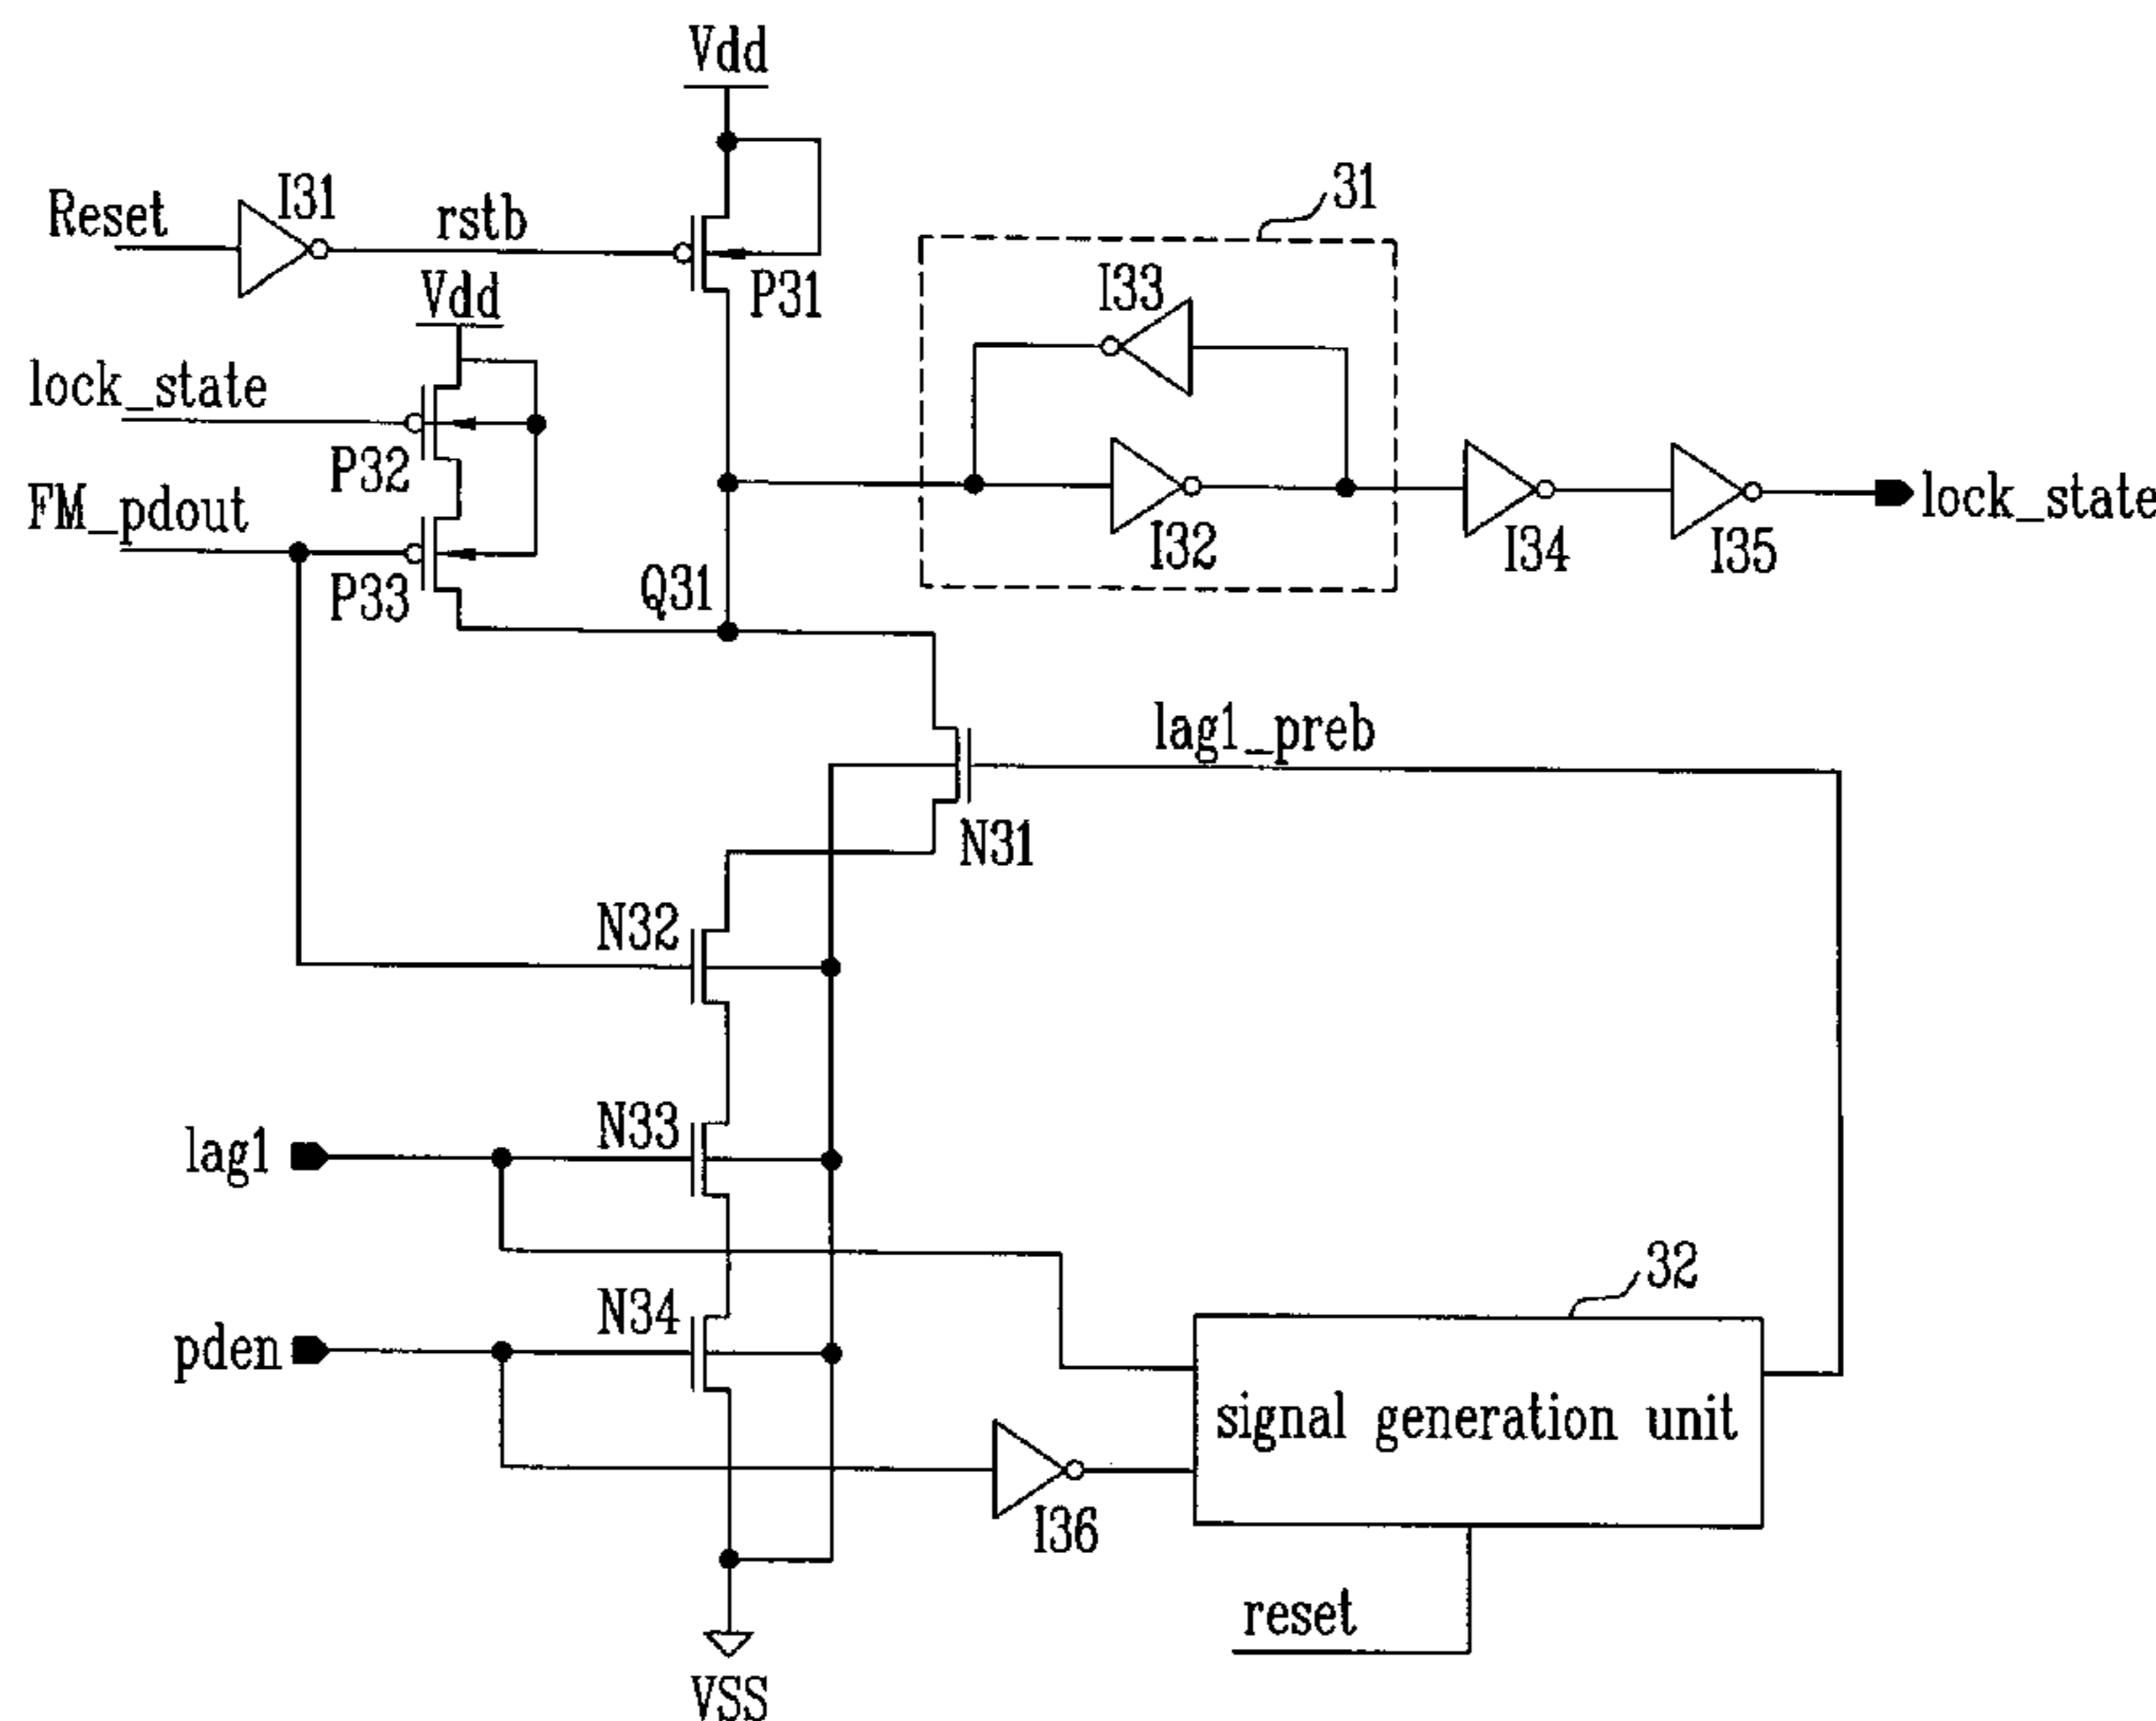 Vdd
31
Reset
I31
rstb
P31
Vdd
I33
lock_state
P32
FM_pdout
P33
I32
I34
I35
lock_state
Q31
lag1_preb
N31
N32
N33
lag1
32
N34
pden
signal generation unit
I36
reset
VSS